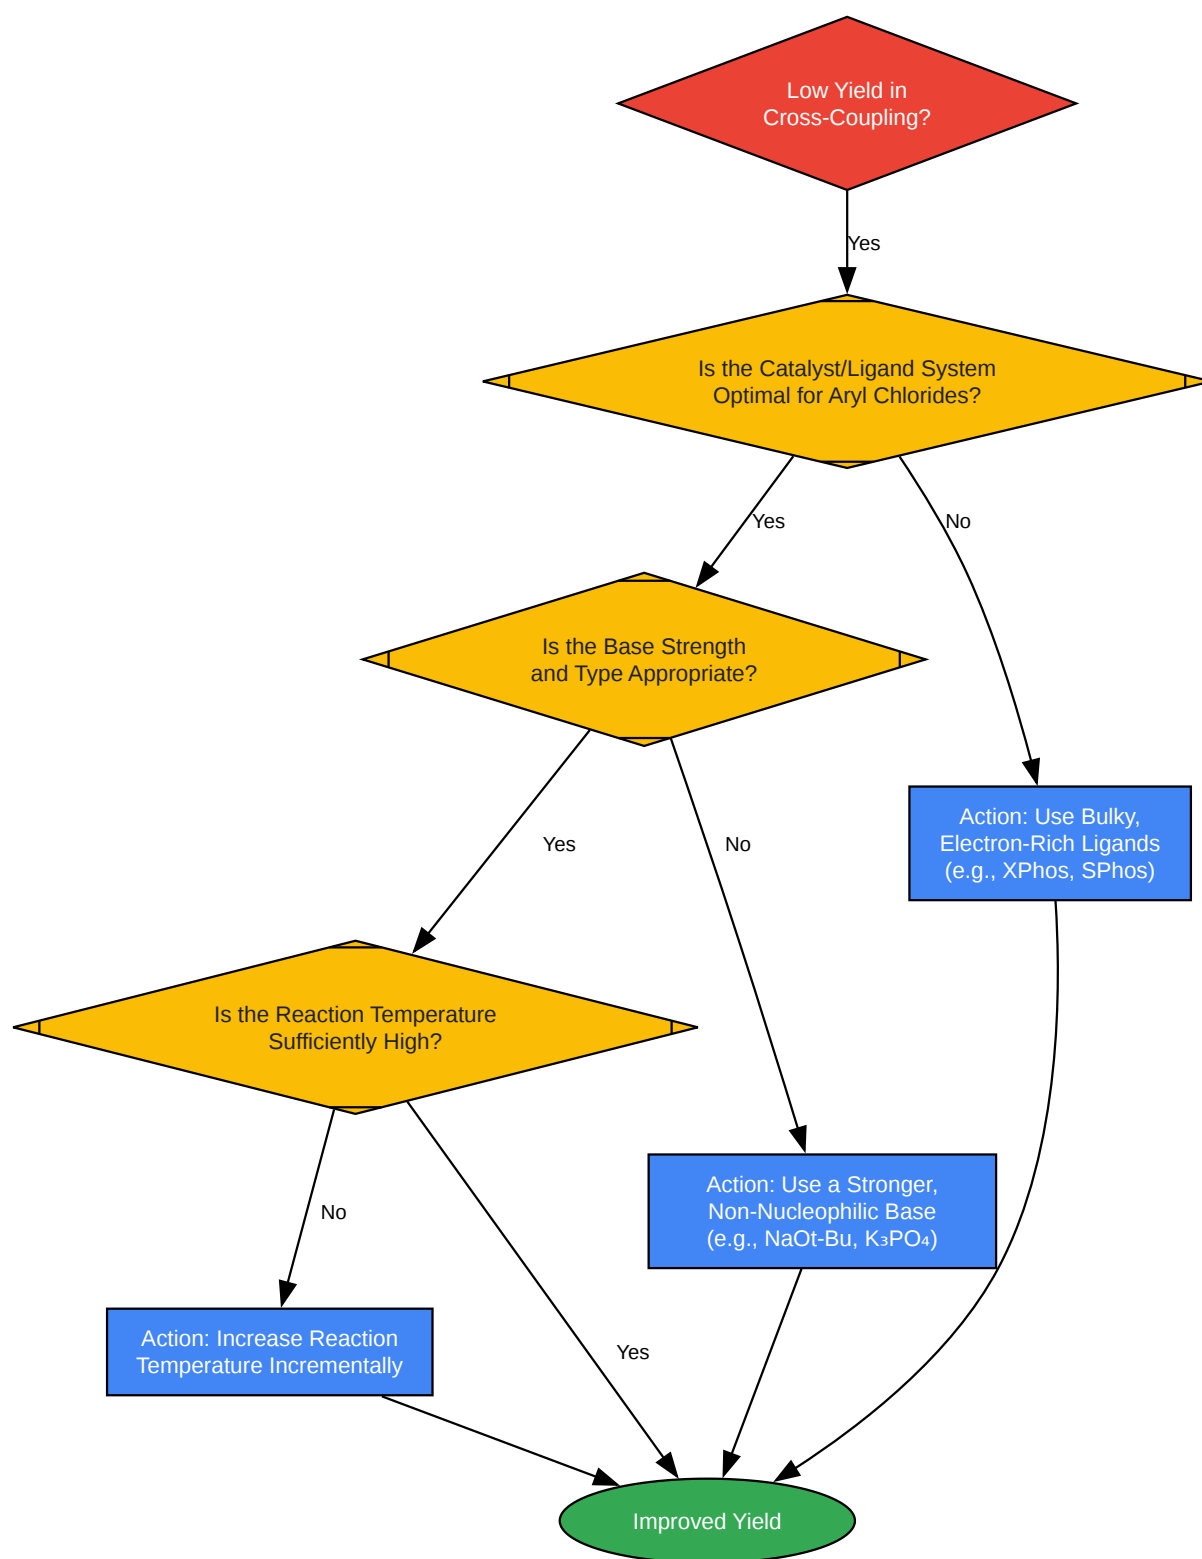 Low Yield in
Cross-Coupling?
Yes
Is the Catalyst/Ligand System
Optimal for Aryl Chlorides?
Yes
No
Is the Base Strength
and Type Appropriate?
Yes
No
Action: Use Bulky,
Electron-Rich Ligands
(e.g., XPhos, SPhos)
Is the Reaction Temperature
Sufficiently High?
No
Yes
Action: Use a Stronger,
Non-Nucleophilic Base
(e.g., NaOt-Bu, K₃PO₄)
Action: Increase Reaction
Temperature Incrementally
Improved Yield